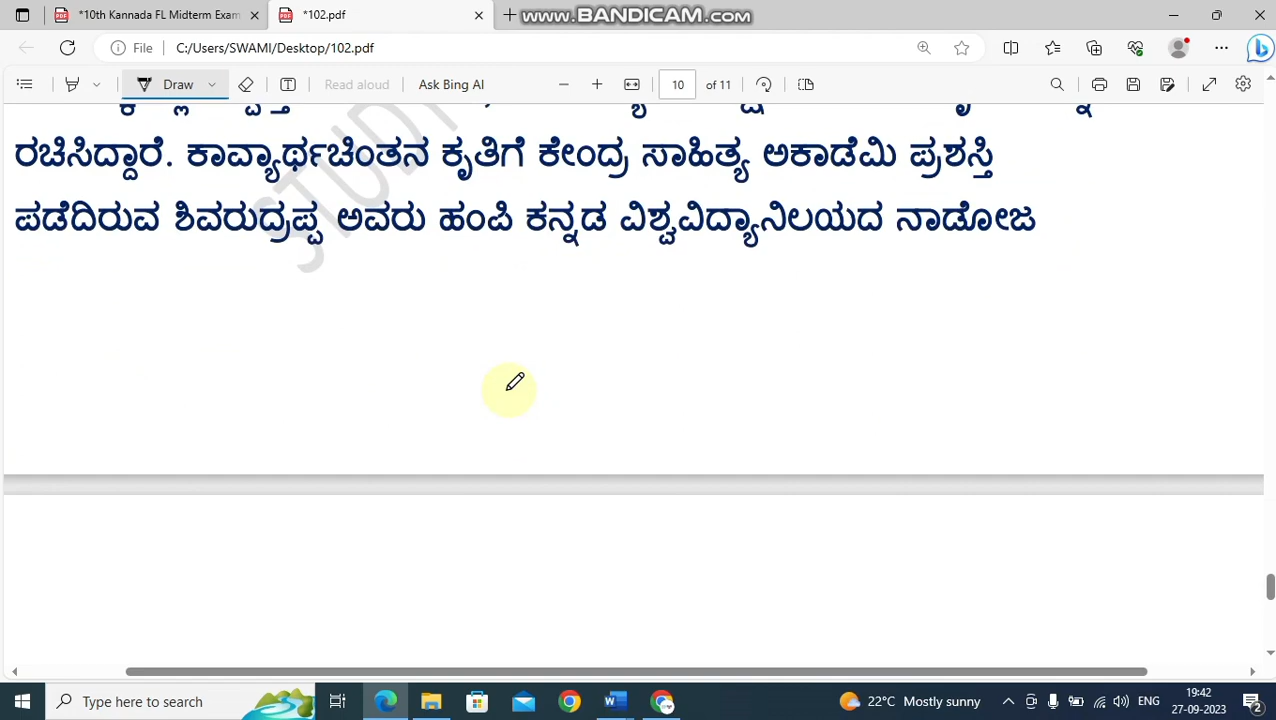 www.BANDICAM.com
*10th Kannada FL Midterm Exam
*102.pdf
File C:/Users/SWAMI/Desktop/102.pdf
Draw
Read aloud
Ask Bing AI
10 of 11
ರಚಿಸಿದ್ದಾರೆ. ಕಾವ್ಯಾರ್ಥಚಿಂತನ ಕೃತಿಗೆ ಕೇಂದ್ರ ಸಾಹಿತ್ಯ ಅಕಾಡೆಮಿ ಪ್ರಶಸ್ತಿ
ಪಡೆದಿರುವ ಶಿವರುದ್ರಪ್ಪ ಅವರು ಹಂಪಿ ಕನ್ನಡ ವಿಶ್ವವಿದ್ಯಾನಿಲಯದ ನಾಡೋಜ
Type here to search
22°C Mostly sunny
ENG
19:42
27-09-2023
2